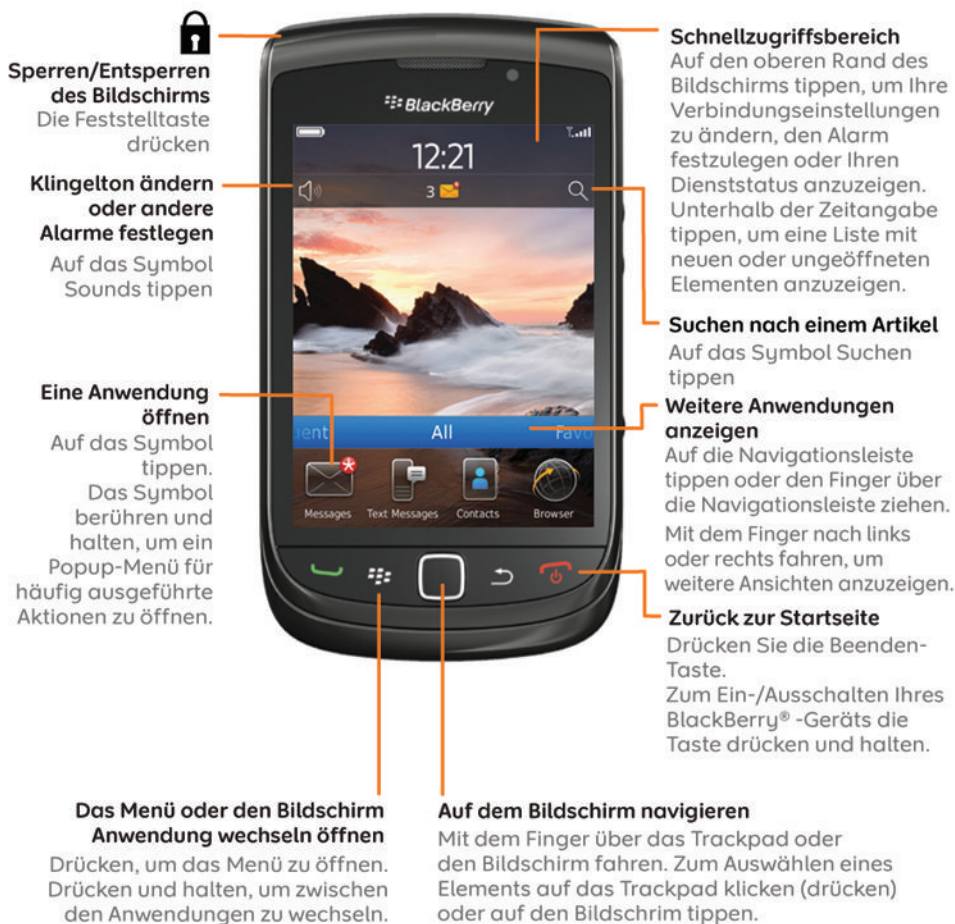 Sperren/Entsperren
des Bildschirms
Die Feststelltaste
drücken
Klingelton ändern
oder andere
Alarme festlegen
Auf das Symbol
Sounds tippen
Eine Anwendung
öffnen
Auf das Symbol
tippen.
Das Symbol
berühren und
halten, um ein
Popup-Menü für
häufig ausgeführte
Aktionen zu öffnen.
BlackBerry
12:21
3
uent All Favo
Messages Text Messages Contacts Browser
Schnellzugriffsbereich
Auf den oberen Rand des
Bildschirms tippen, um Ihre
Verbindungseinstellungen
zu ändern, den Alarm
festzulegen oder Ihren
Dienststatus anzuzeigen.
Unterhalb der Zeitangabe
tippen, um eine Liste mit
neuen oder ungeöffneten
Elementen anzuzeigen.
Suchen nach einem Artikel
Auf das Symbol Suchen
tippen
Weitere Anwendungen
anzeigen
Auf die Navigationsleiste
tippen oder den Finger über
die Navigationsleiste ziehen.
Mit dem Finger nach links
oder rechts fahren, um
weitere Ansichten anzuzeigen.
Zurück zur Startseite
Drücken Sie die Beenden-
Taste.
Zum Ein-/Ausschalten Ihres
BlackBerry® -Geräts die
Taste drücken und halten.
Das Menü oder den Bildschirm
Anwendung wechseln öffnen
Drücken, um das Menü zu öffnen.
Drücken und halten, um zwischen
den Anwendungen zu wechseln.
Auf dem Bildschirm navigieren
Mit dem Finger über das Trackpad oder
den Bildschirm fahren. Zum Auswählen eines
Elements auf das Trackpad klicken (drücken)
oder auf den Bildschrim tippen.